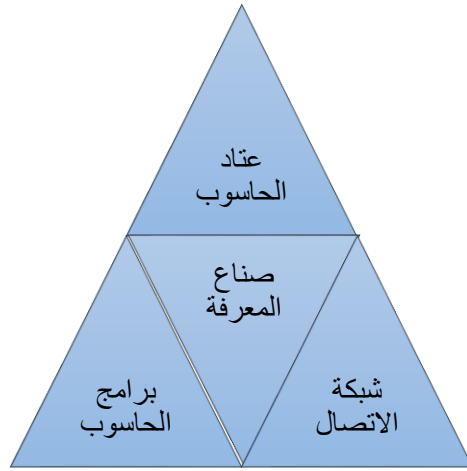 عتاد
الحاسوب
صناع
المعرفة
شبكة
الاتصال
برامج
الحاسوب